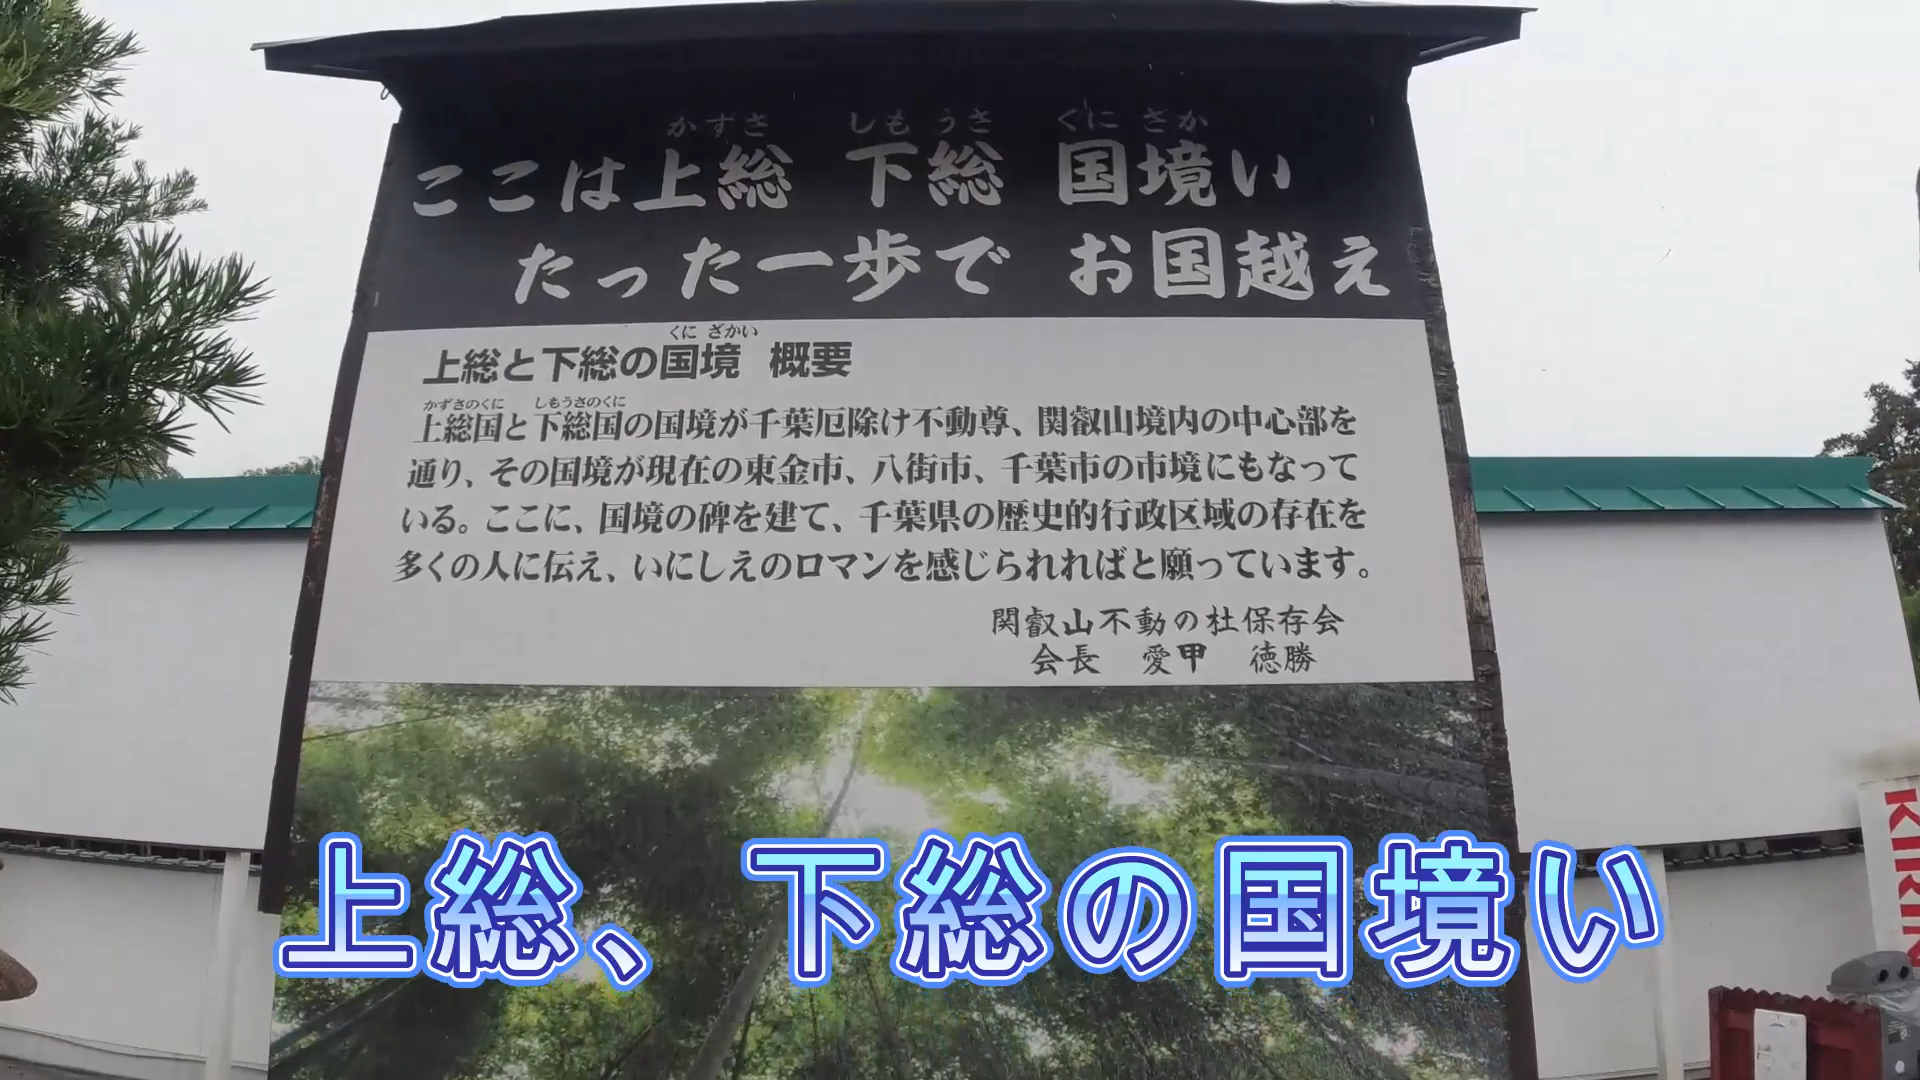 かずさ しもうさ くにざか
ここは上総 下総 国境い
たった一歩で お国越え
くにざかい
上総と下総の国境 概要
かずさのくに しもうさのくに
上総国と下総国の国境が千葉厄除け不動尊、関叡山境内の中心部を
通り、その国境が現在の東金市、八街市、千葉市の市境にもなって
いる。ここに、国境の碑を建て、千葉県の歴史的行政区域の存在を
多くの人に伝え、いにしえのロマンを感じられればと願っています。
関叡山不動の杜保存会
会長 愛甲 徳勝
上総、下総の国境い
KIRIN